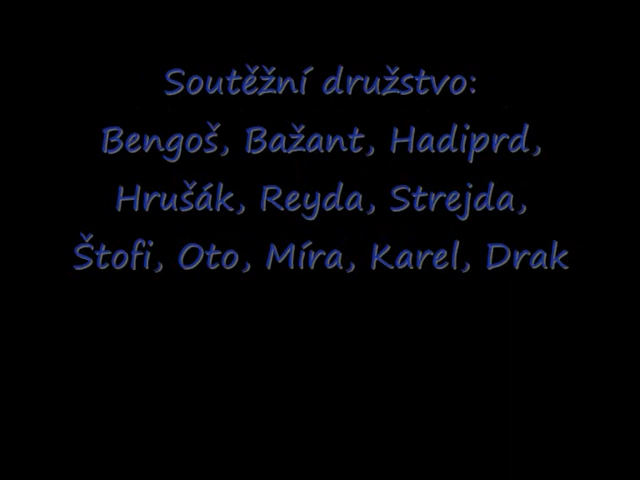 Soutěžní družstvo:
Bengoš, Bažant, Hadiprd,
Hrušák, Reyda, Strejda,
Štofi, Oto, Míra, Karel, Drak